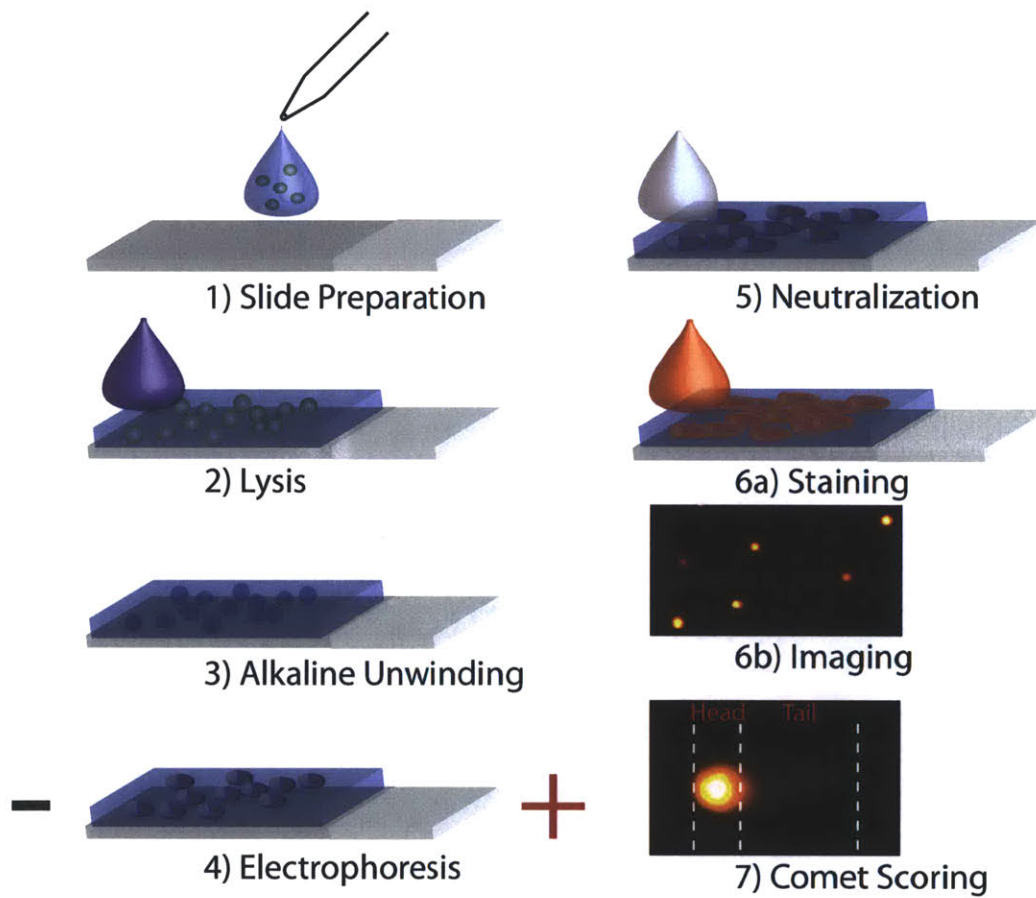 1) Slide Preparation
2) Lysis
3) Alkaline Unwinding
4) Electrophoresis
5) Neutralization
6a) Staining
6b) Imaging
Head Tail
7) Comet Scoring